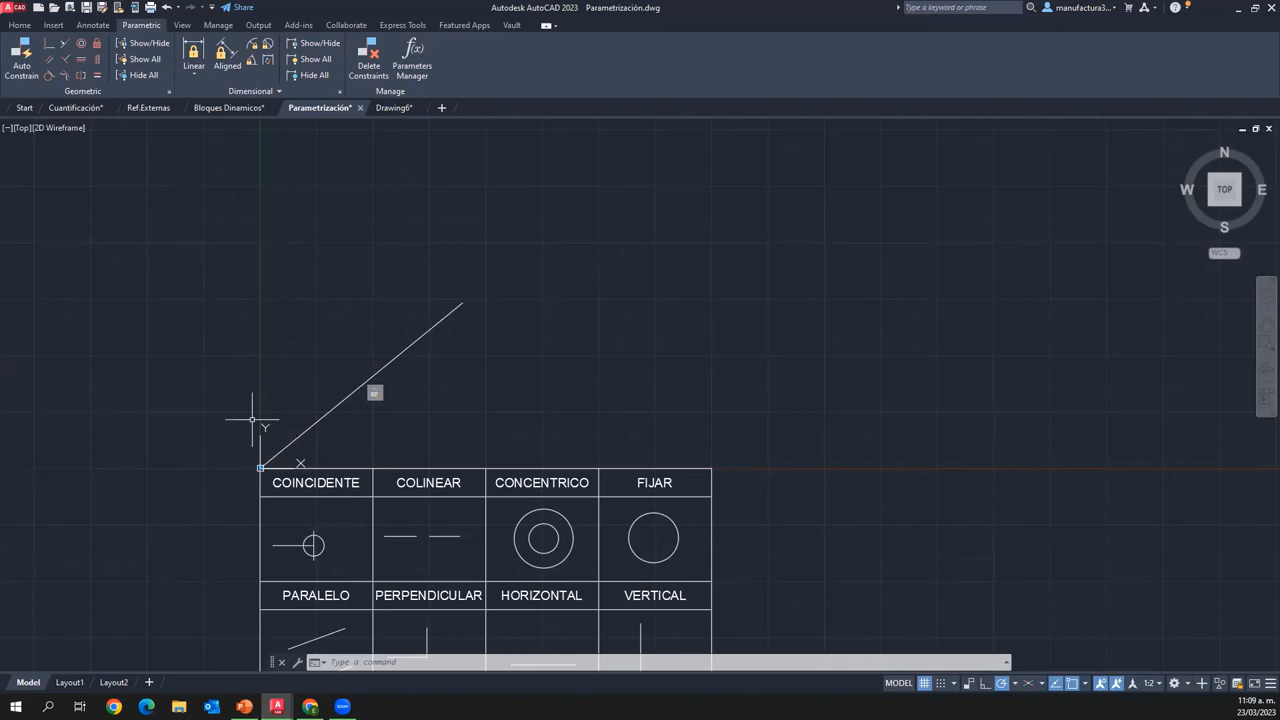 CAD
Share
Autodesk AutoCAD 2023 Parametrización.dwg
Type a keyword or phrase
manufactura3...
Home Insert Annotate Parametric View Manage Output Add-ins Collaborate Express Tools Featured Apps Vault
Auto
Constrain
Show/Hide
Show All
Hide All
Geometric
Linear
Aligned
Show/Hide
Show All
Hide All
Dimensional
Delete
Constraints
Parameters
Manager
Manage
Start Cuantificación* Ref.Externas Bloques Dinamicos* Parametrización* Drawing6*
[−][Top][2D Wireframe]
N
W TOP E
S
WCS
Y
X
COINCIDENTE COLINEAR CONCENTRICO FIJAR
PARALELO PERPENDICULAR HORIZONTAL VERTICAL
Type a command
Model Layout1 Layout2
MODEL 1:2
11:09 a. m.
23/03/2023